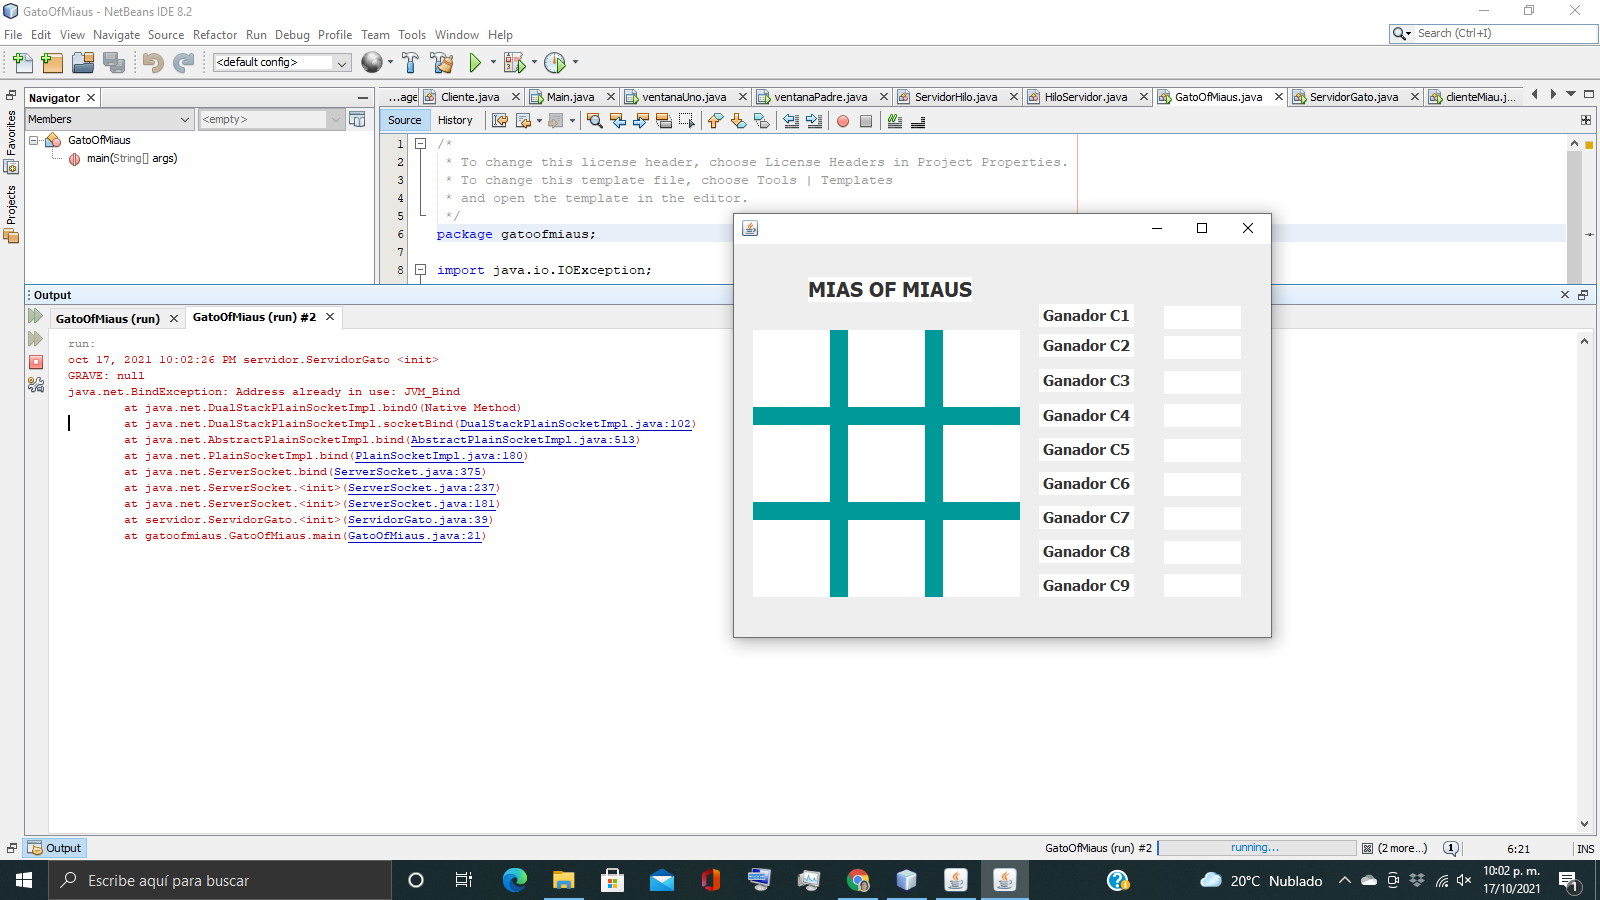 GatoOfMiaus - NetBeans IDE 8.2
File Edit View Navigate Source Refactor Run Debug Profile Team Tools Window Help
Search (Ctrl+I)
<default config>
Favorites
Projects
Navigator
Members
<empty>
GatoOfMiaus
main(String[] args)
...age
Cliente.java
Main.java
ventanaUno.java
ventanaPadre.java
ServidorHilo.java
HiloServidor.java
GatoOfMiaus.java
ServidorGato.java
clienteMiau.j...
Source History
1 /*
2 * To change this license header, choose License Headers in Project Properties.
3 * To change this template file, choose Tools | Templates
4 * and open the template in the editor.
5 */
6 package gatoofmiaus;
7
8 import java.io.IOException;
Output
GatoOfMiaus (run)
GatoOfMiaus (run) #2
run:
oct 17, 2021 10:02:26 PM servidor.ServidorGato <init>
GRAVE: null
java.net.BindException: Address already in use: JVM_Bind
at java.net.DualStackPlainSocketImpl.bind0(Native Method)
at java.net.DualStackPlainSocketImpl.socketBind(DualStackPlainSocketImpl.java:102)
at java.net.AbstractPlainSocketImpl.bind(AbstractPlainSocketImpl.java:513)
at java.net.PlainSocketImpl.bind(PlainSocketImpl.java:180)
at java.net.ServerSocket.bind(ServerSocket.java:375)
at java.net.ServerSocket.<init>(ServerSocket.java:237)
at java.net.ServerSocket.<init>(ServerSocket.java:181)
at servidor.ServidorGato.<init>(ServidorGato.java:39)
at gatoofmiaus.GatoOfMiaus.main(GatoOfMiaus.java:21)
MIAS OF MIAUS
Ganador C1
Ganador C2
Ganador C3
Ganador C4
Ganador C5
Ganador C6
Ganador C7
Ganador C8
Ganador C9
Output
GatoOfMiaus (run) #2
running...
(2 more...)
1
6:21
INS
Escribe aquí para buscar
20°C Nublado
10:02 p. m.
17/10/2021
1